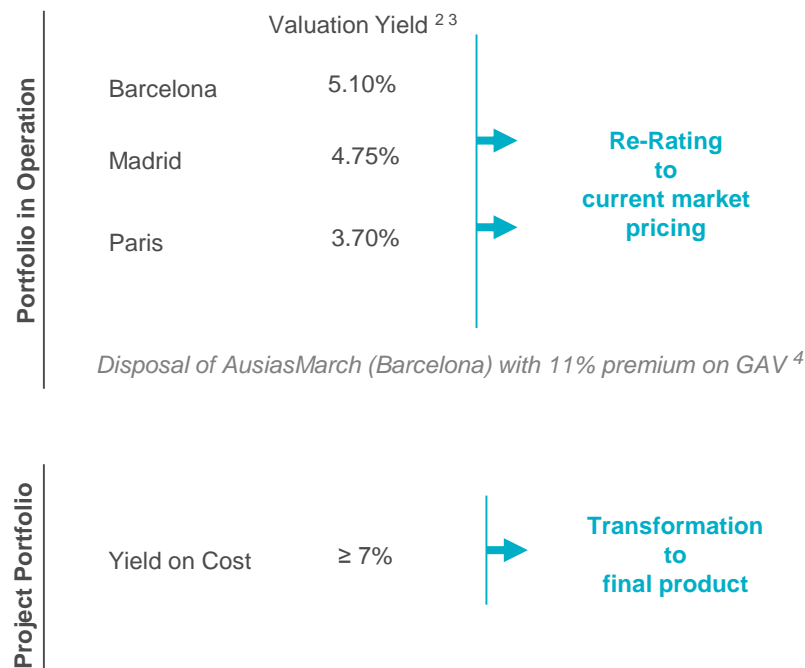 Portfolio in Operation
Valuation Yield 2 3
Barcelona 5.10%
Madrid 4.75%
Paris 3.70%
Re-Rating
to
current market
pricing
Disposal of AusiasMarch (Barcelona) with 11% premium on GAV 4
Project Portfolio
Yield on Cost ≥ 7%
Transformation
to
final product